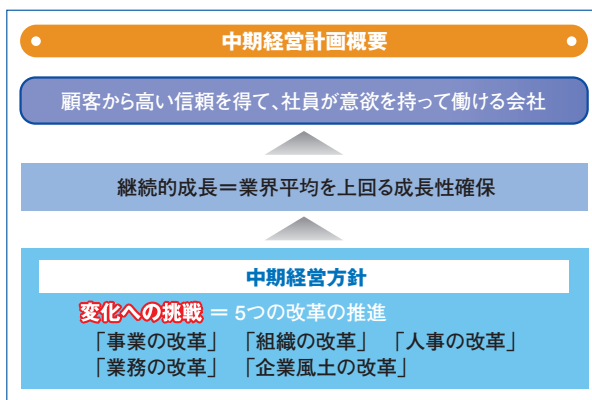 中期経営計画概要
顧客から高い信頼を得て、社員が意欲を持って働ける会社
継続的成長＝業界平均を上回る成長性確保
中期経営方針
変化への挑戦 ＝ 5つの改革の推進
「事業の改革」 「組織の改革」 「人事の改革」
「業務の改革」 「企業風土の改革」